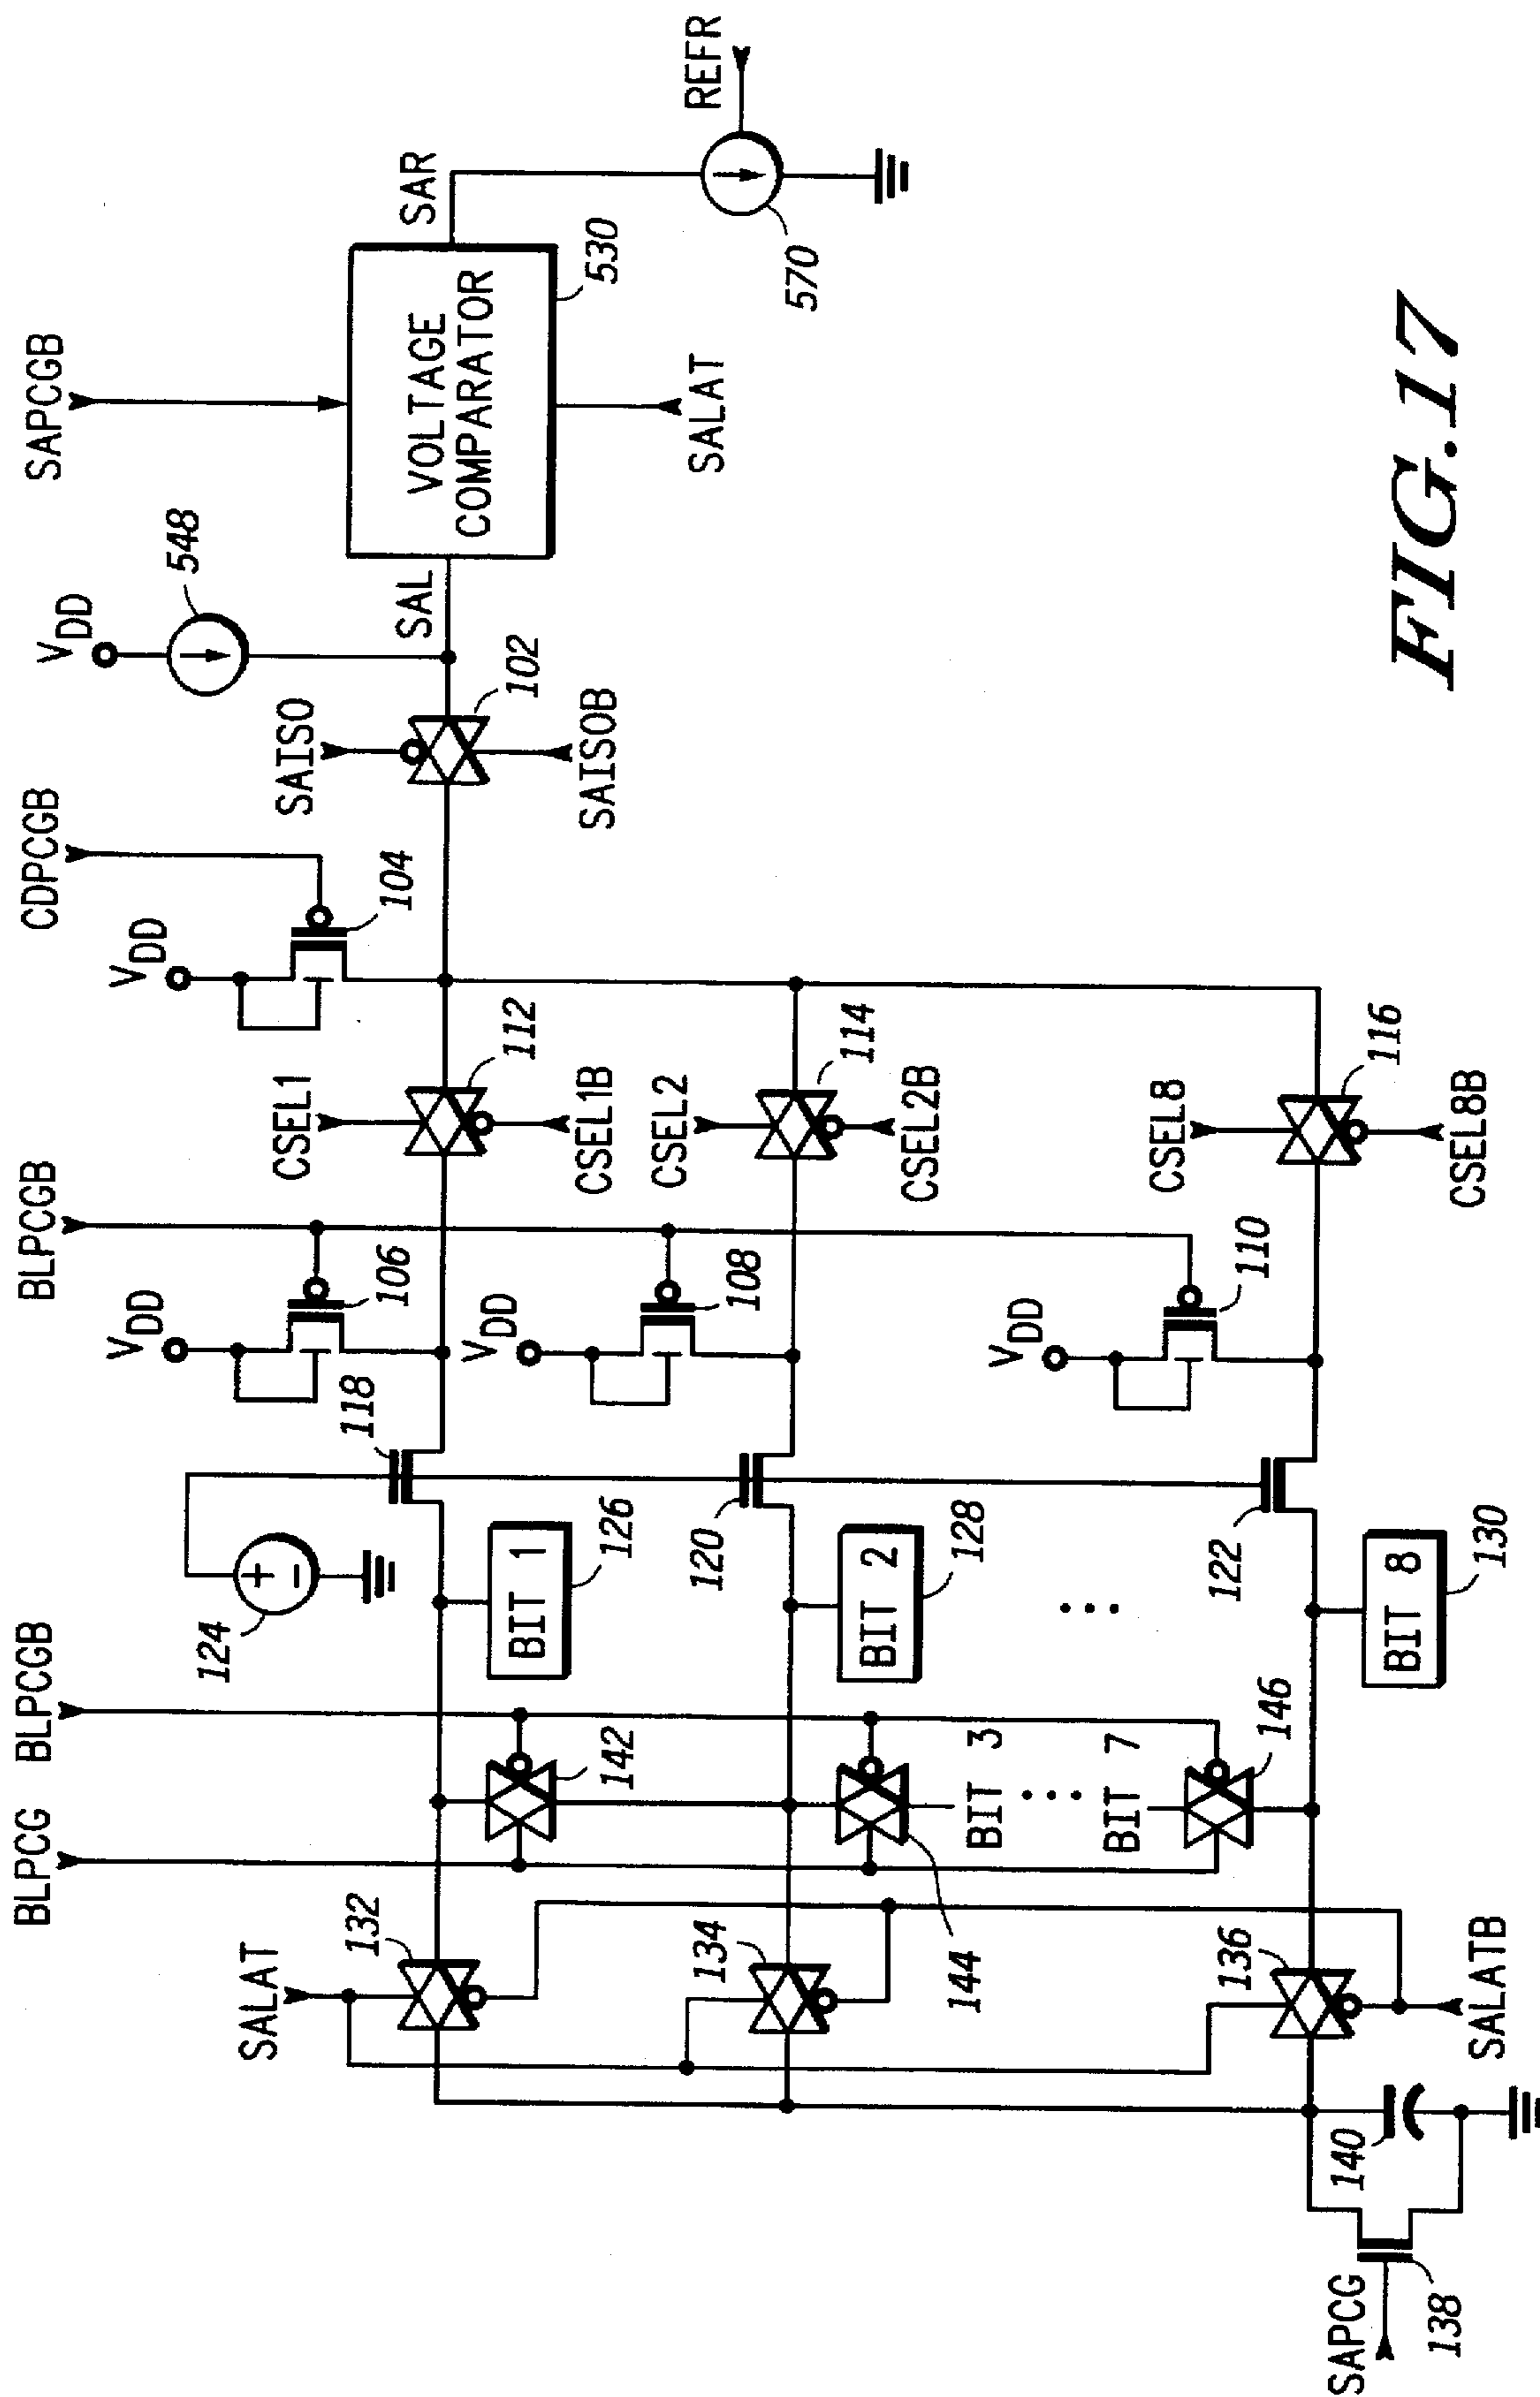 BLPCG
BLPCGB
BLPCGB
CDPCGB
SAPCGB
SALAT
132
124
118
VDD
106
CSEL1
112
CSEL1B
VDD
104
SAISO
102
SAISOB
VDD
548
SAL
VOLTAGE
COMPARATOR
530
SALAT
SAR
REFR
570
BIT 1
126
142
134
144
120
BIT 2
128
VDD
108
CSEL2
114
CSEL2B
BIT 3
BIT 7
146
136
SALATB
122
BIT 8
130
VDD
110
CSEL8
116
CSEL8B
SAPCG
138
140
FIG.17